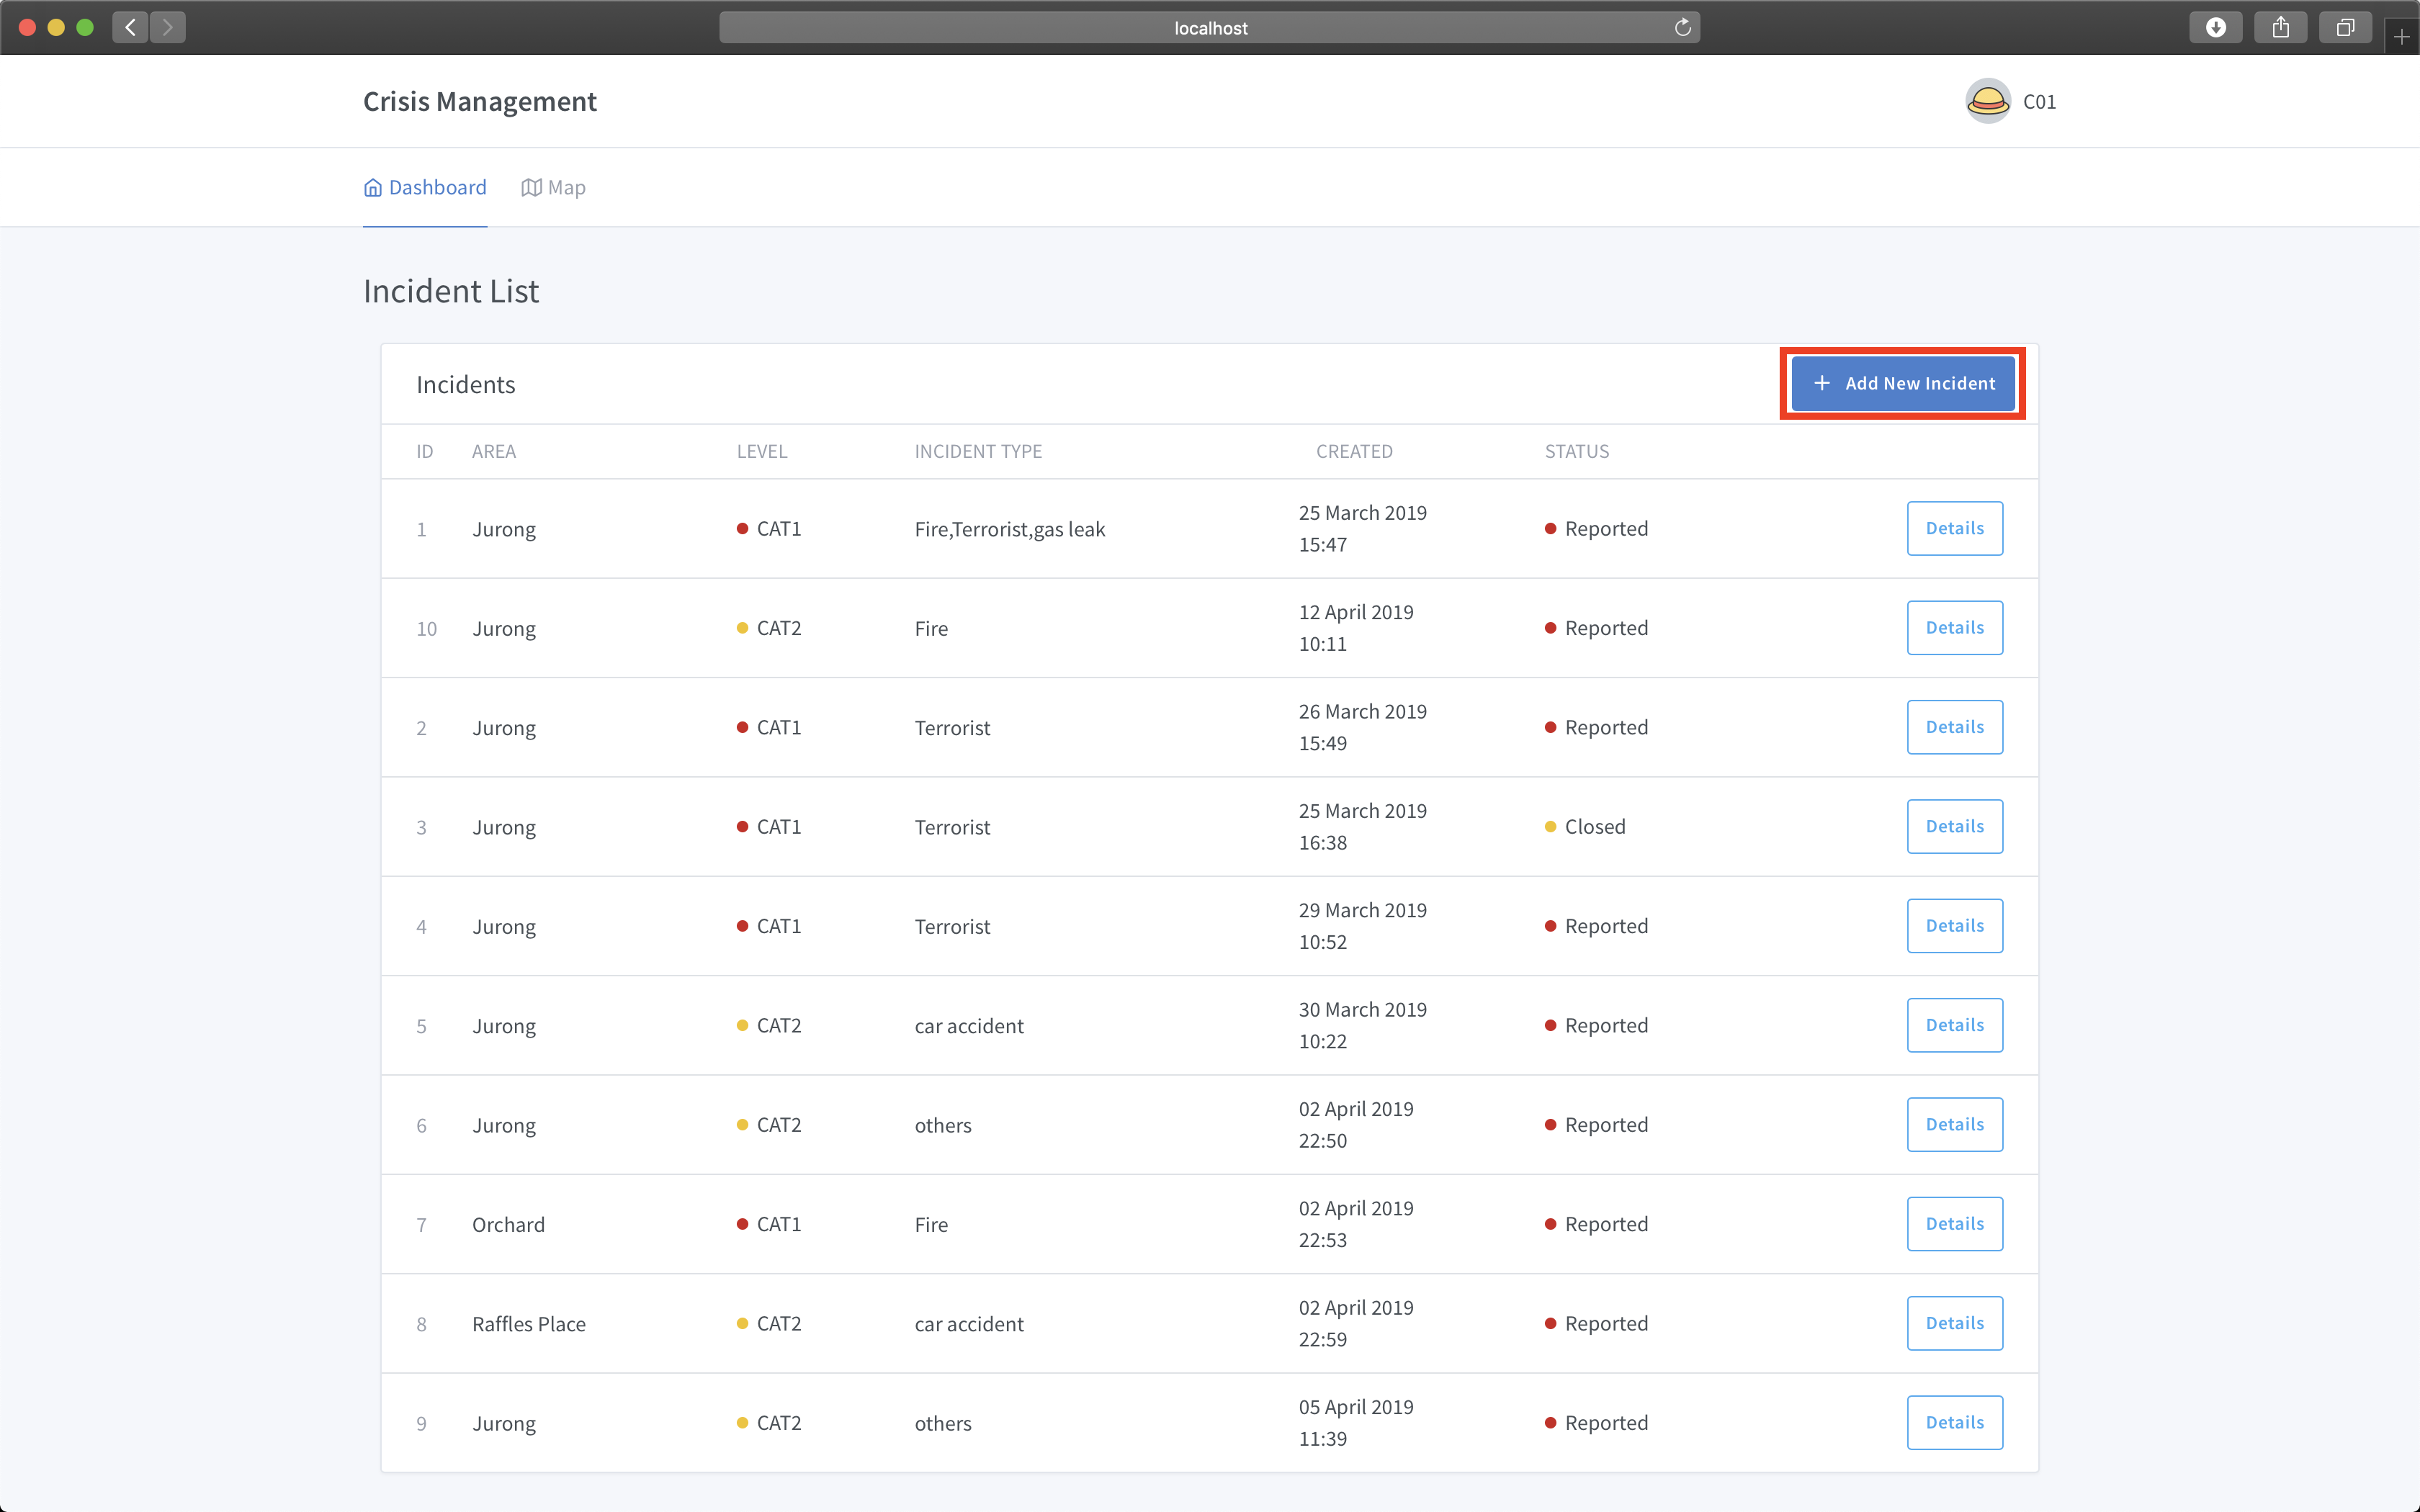 localhost
Crisis Management
C01
Dashboard Map
Incident List
Incidents
Add New Incident
ID AREA LEVEL INCIDENT TYPE CREATED STATUS
1 Jurong CAT1 Fire,Terrorist,gas leak 25 March 2019 15:47 Reported Details
10 Jurong CAT2 Fire 12 April 2019 10:11 Reported Details
2 Jurong CAT1 Terrorist 26 March 2019 15:49 Reported Details
3 Jurong CAT1 Terrorist 25 March 2019 16:38 Closed Details
4 Jurong CAT1 Terrorist 29 March 2019 10:52 Reported Details
5 Jurong CAT2 car accident 30 March 2019 10:22 Reported Details
6 Jurong CAT2 others 02 April 2019 22:50 Reported Details
7 Orchard CAT1 Fire 02 April 2019 22:53 Reported Details
8 Raffles Place CAT2 car accident 02 April 2019 22:59 Reported Details
9 Jurong CAT2 others 05 April 2019 11:39 Reported Details